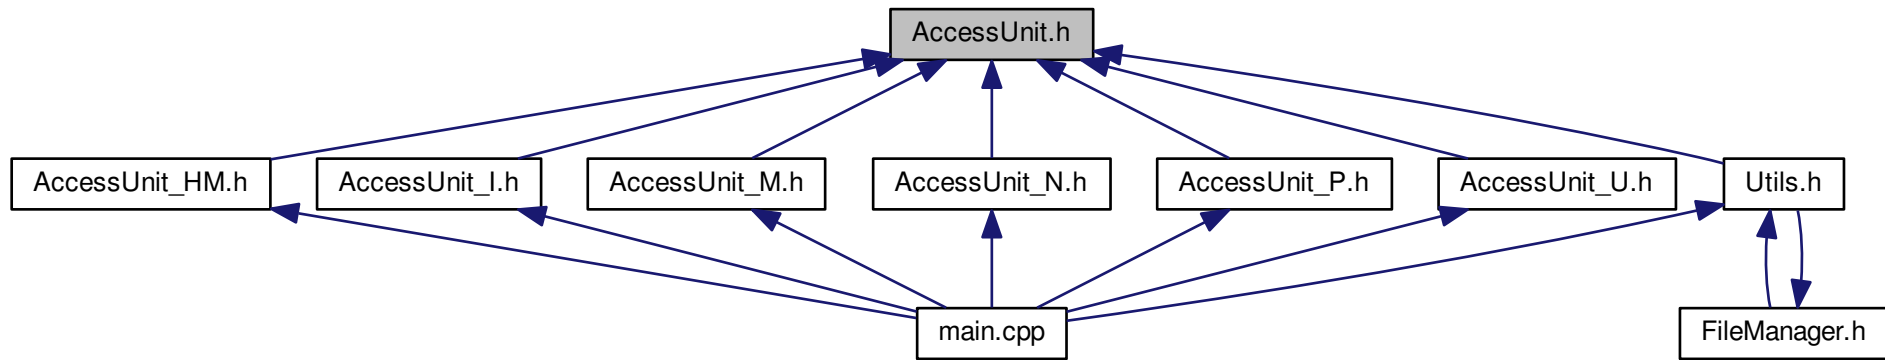 AccessUnit.h
AccessUnit_HM.h
AccessUnit_I.h
AccessUnit_M.h
AccessUnit_N.h
AccessUnit_P.h
AccessUnit_U.h
Utils.h
main.cpp
FileManager.h